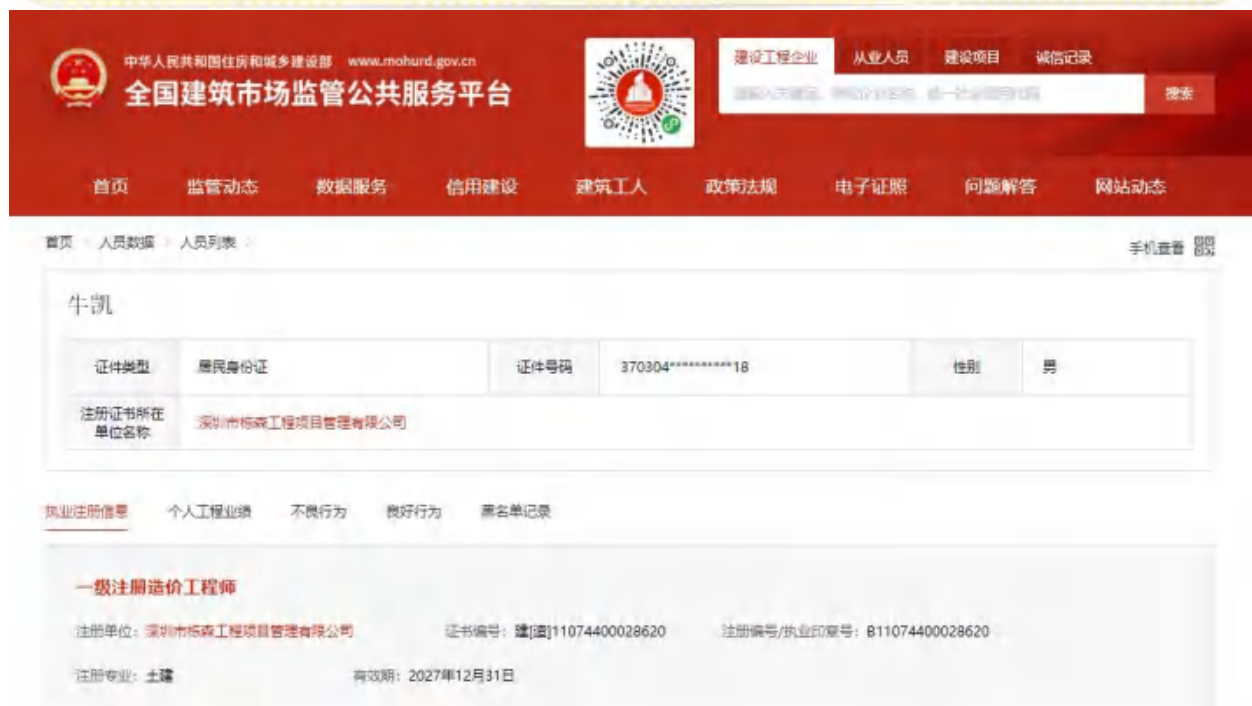 中华人民共和国住房和城乡建设部 www.mohurd.gov.cn
全国建筑市场监管公共服务平台
建设工程企业 从业人员 建设项目 诚信记录
搜索
首页 监管动态 数据服务 信用建设 建筑工人 政策法规 电子证照 问题解答 网站动态
首页 人员数据 人员列表
手机查看
牛凯
证件类型 居民身份证 证件号码 370304**********18 性别 男
注册证书所在单位名称 深圳市栋森工程项目管理有限公司
执业注册信息 个人工程业绩 不良行为 良好行为 黑名单记录
一级注册造价工程师
注册单位：深圳市栋森工程项目管理有限公司 证书编号：建[造]11074400028620 注册编号/执业印章号：B11074400028620
注册专业：土建 有效期：2027年12月31日